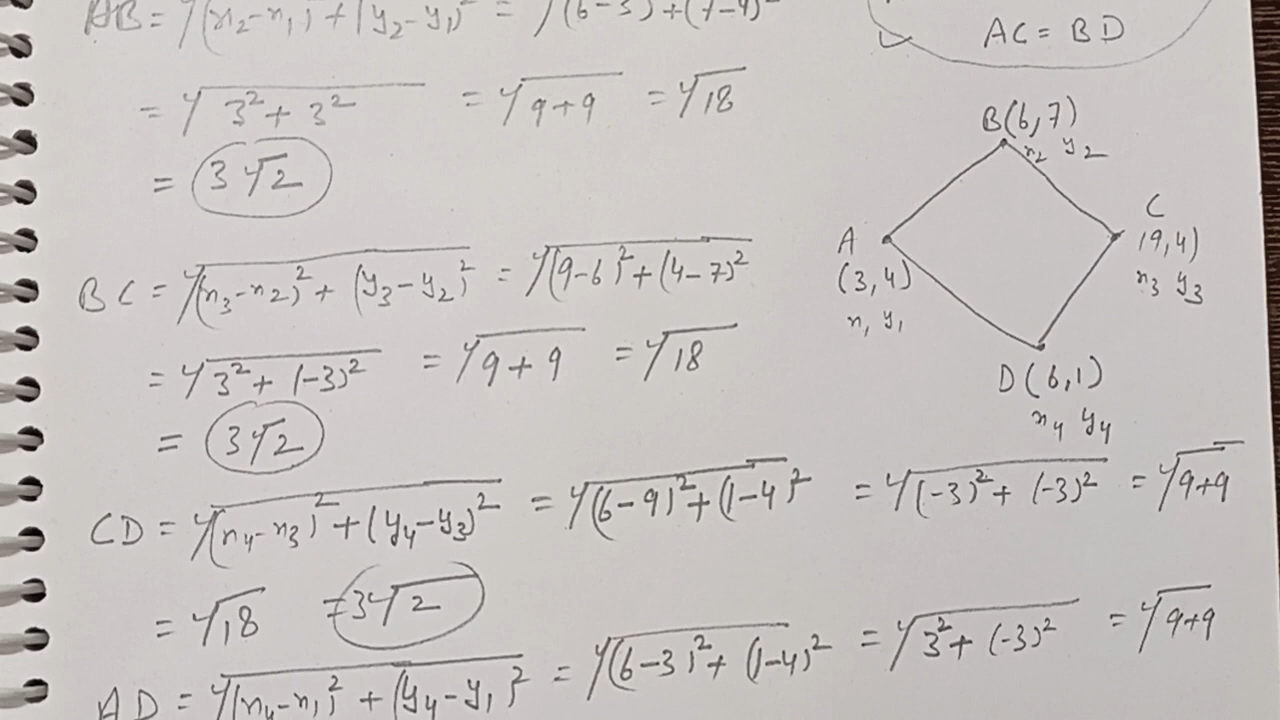 AB = √(x₂-x₁)² + (y₂-y₁)² = √(6-3)² + (7-4)²
AC = BD
= √3² + 3² = √9+9 = √18
= 3√2
B(6,7)
x₂ y₂
A
(3,4)
x₁ y₁
C
(9,4)
x₃ y₃
D(6,1)
x₄ y₄
BC = √(x₃-x₂)² + (y₃-y₂)² = √(9-6)² + (4-7)²
= √3² + (-3)² = √9+9 = √18
= 3√2
CD = √(x₄-x₃)² + (y₄-y₃)² = √(6-9)² + (1-4)² = √(-3)² + (-3)² = √9+9
= √18 = 3√2
AD = √(x₄-x₁)² + (y₄-y₁)² = √(6-3)² + (1-4)² = √3² + (-3)² = √9+9